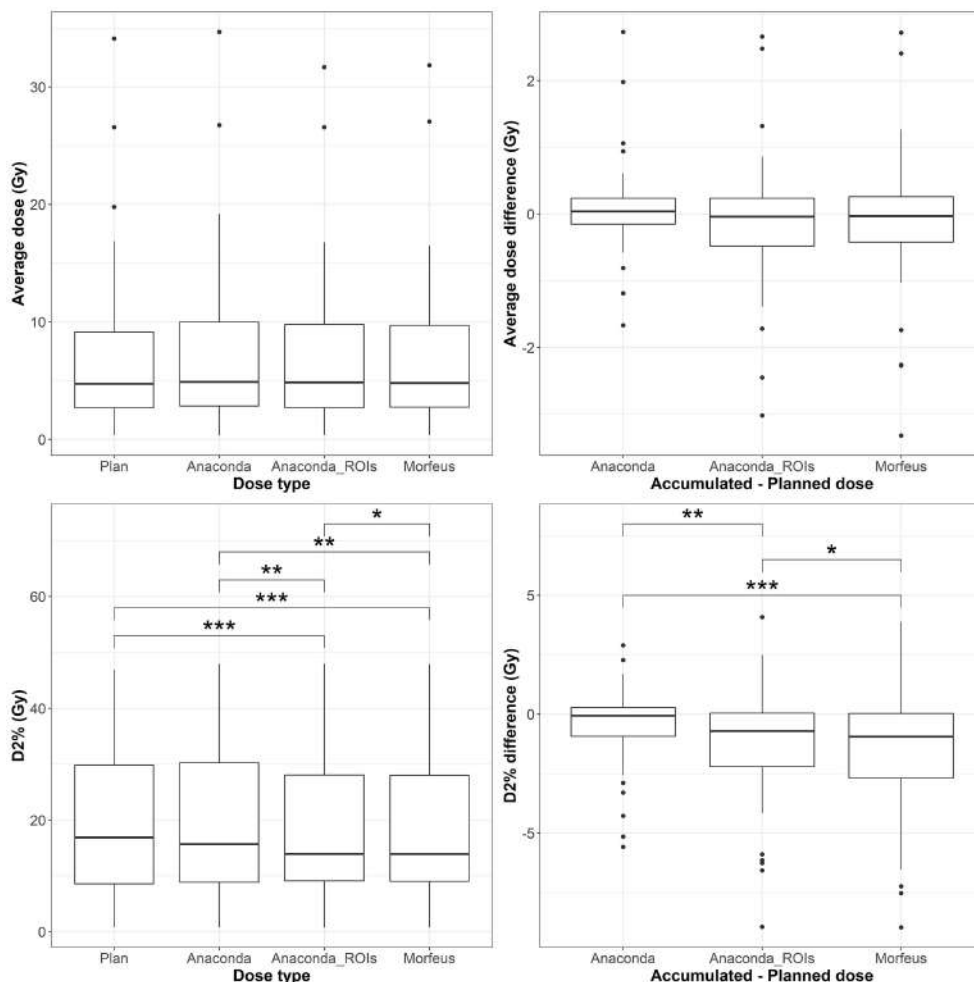 Average dose (Gy)
30
20
10
0
Plan Anaconda Anaconda_ROIs Morfeus
Dose type
Average dose difference (Gy)
2
0
-2
Anaconda Anaconda_ROIs Morfeus
Accumulated - Planned dose
D2% (Gy)
60
40
20
0
*
**
**
***
***
Plan Anaconda Anaconda_ROIs Morfeus
Dose type
D2% difference (Gy)
5
0
-5
**
*
***
Anaconda Anaconda_ROIs Morfeus
Accumulated - Planned dose